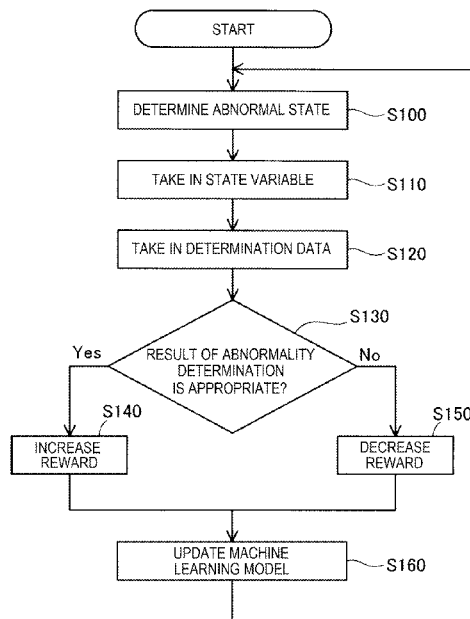 START
DETERMINE ABNORMAL STATE
S100
TAKE IN STATE VARIABLE
S110
TAKE IN DETERMINATION DATA
S120
S130
Yes
RESULT OF ABNORMALITY
DETERMINATION
IS APPROPRIATE?
No
S140
INCREASE
REWARD
S150
DECREASE
REWARD
UPDATE MACHINE
LEARNING MODEL
S160